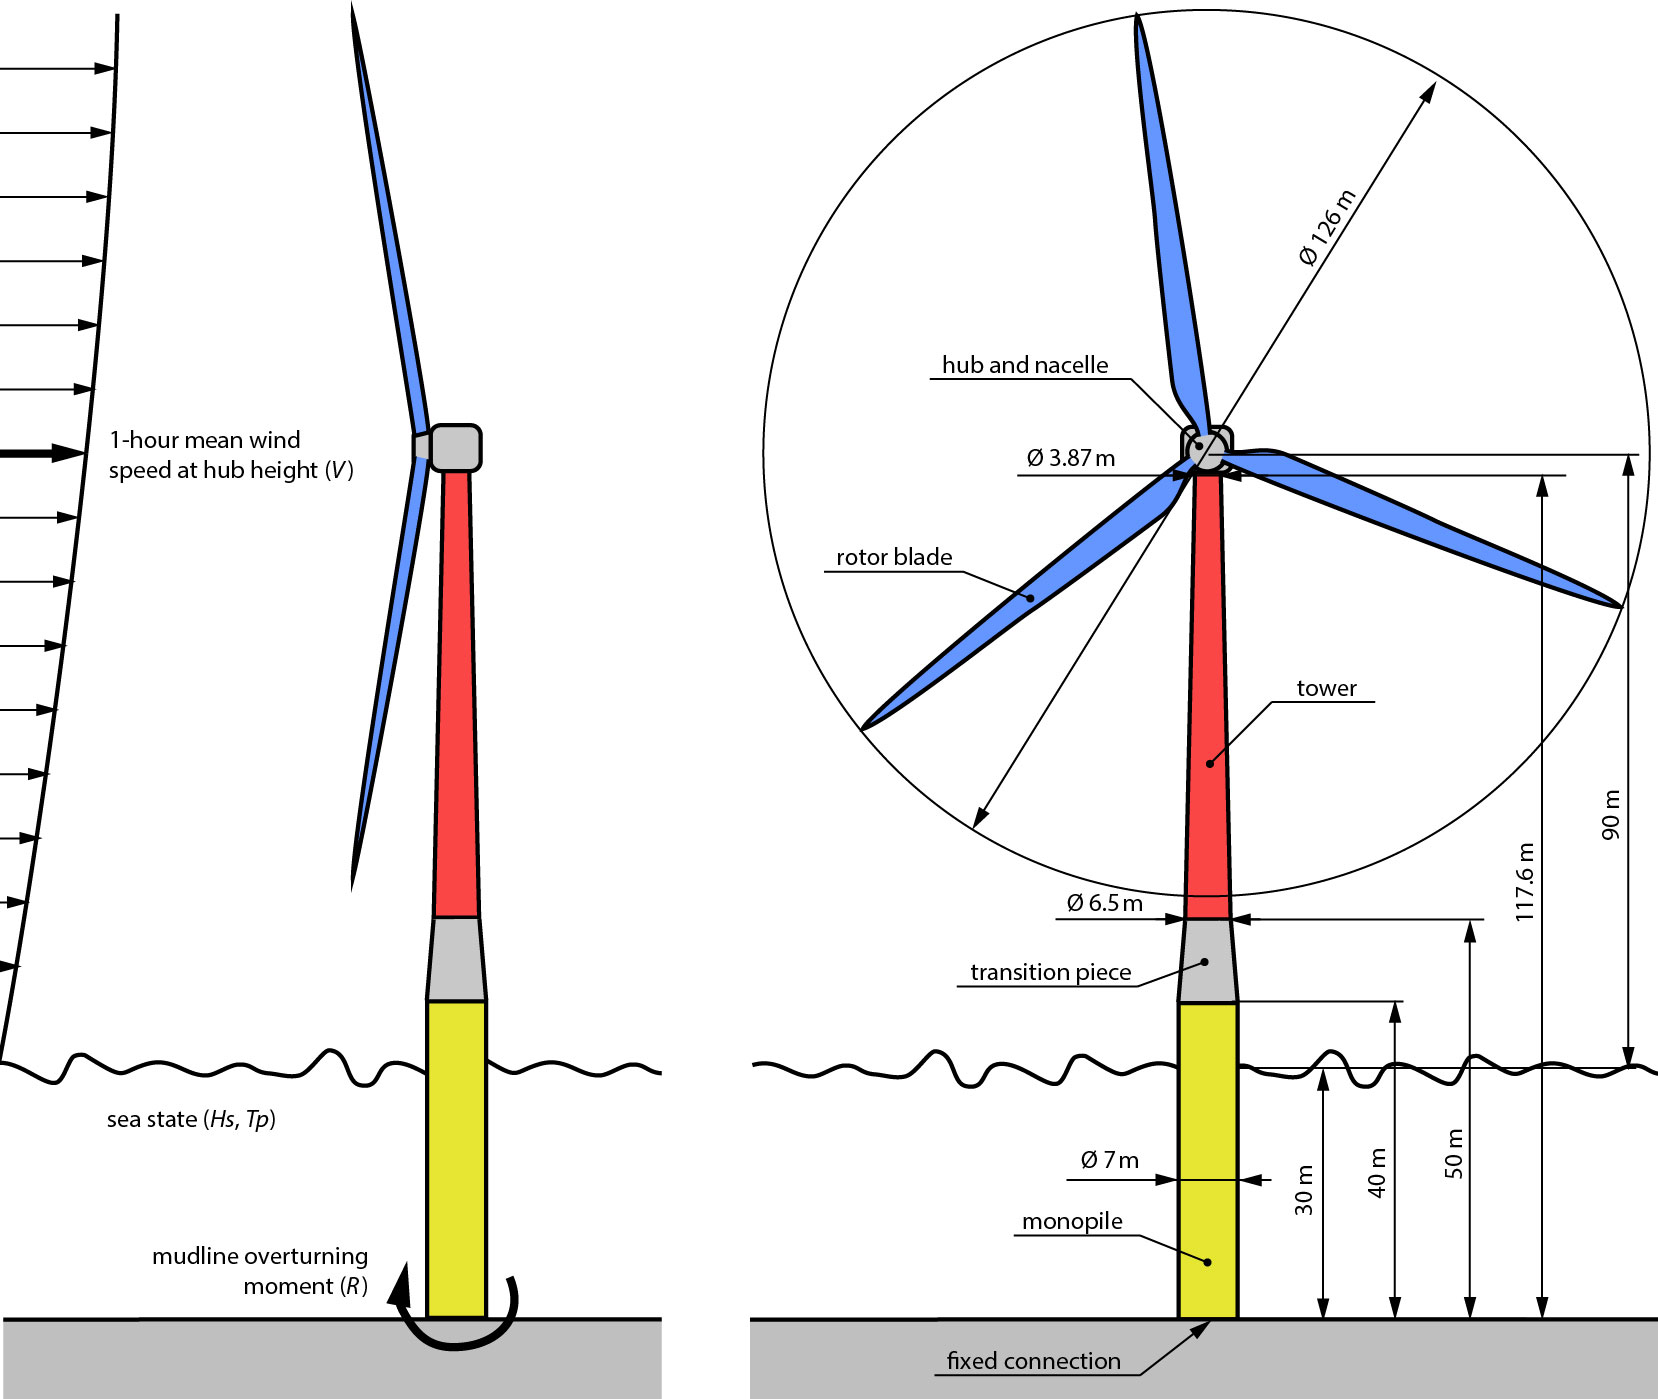 1-hour mean wind
speed at hub height (V)
sea state (Hs, Tp)
mudline overturning
moment (R)
Ø 126 m
hub and nacelle
Ø 3.87 m
rotor blade
tower
90 m
117.6 m
Ø 6.5 m
transition piece
50 m
40 m
30 m
Ø 7 m
monopile
fixed connection